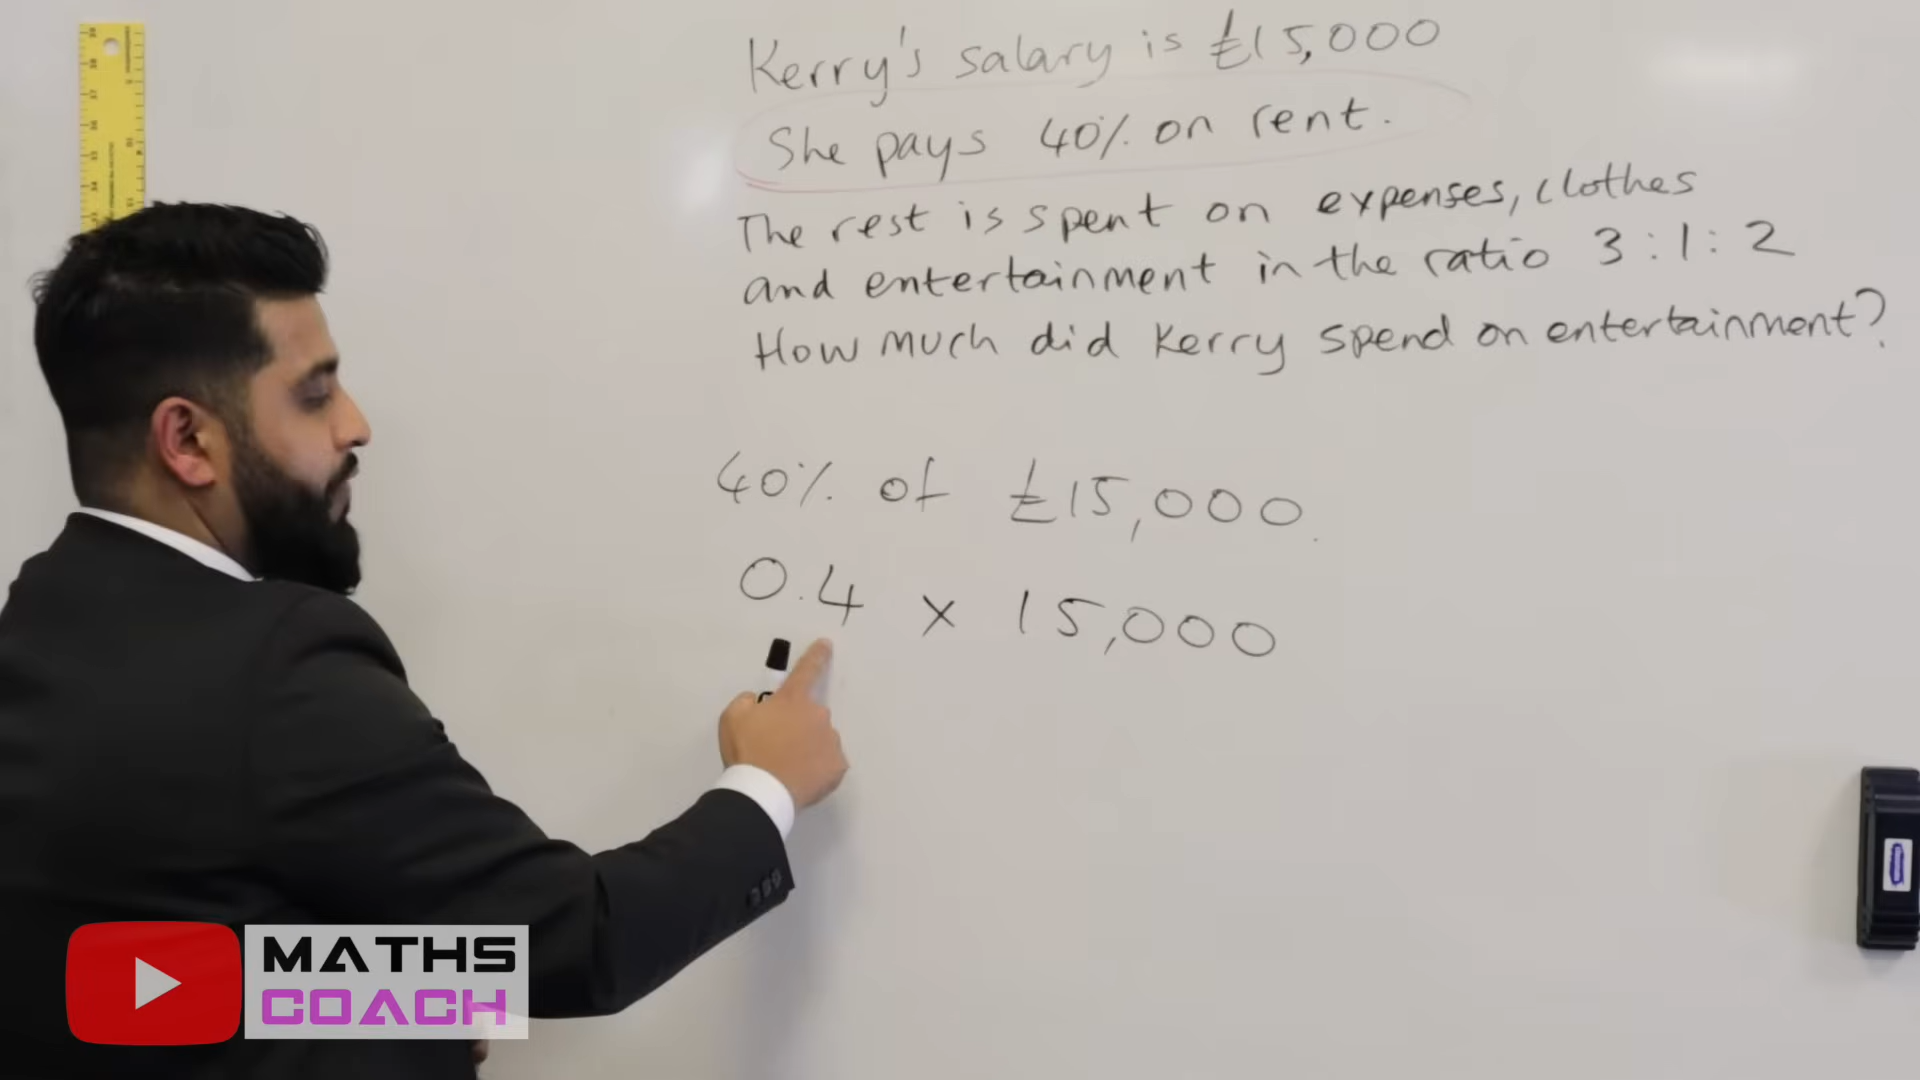 Kerry's salary is £15,000
She pays 40% on rent.
The rest is spent on expenses, clothes
and entertainment in the ratio 3:1:2
How much did Kerry spend on entertainment?
40% of £15,000.
0.4 × 15,000
MATHS
COACH